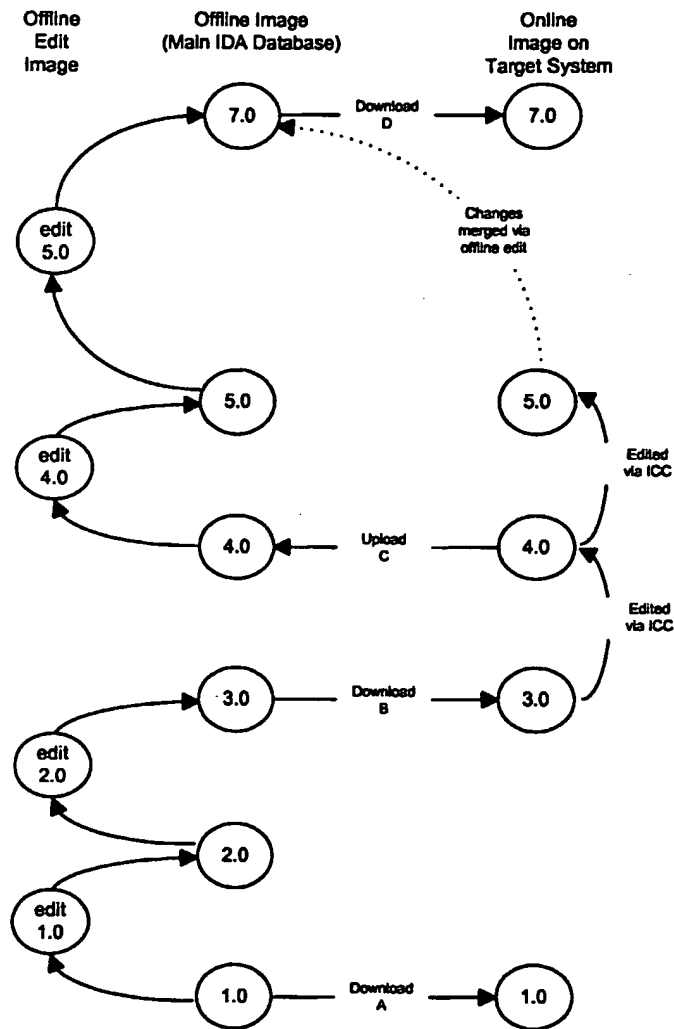 Offline
Edit
Image
Offline Image
(Main IDA Database)
Online
Image on
Target System
7.0
Download
D
7.0
Changes
merged via
offline edit
edit
5.0
5.0
5.0
Edited
via ICC
edit
4.0
4.0
Upload
C
4.0
Edited
via ICC
3.0
Download
B
3.0
edit
2.0
2.0
edit
1.0
1.0
Download
A
1.0